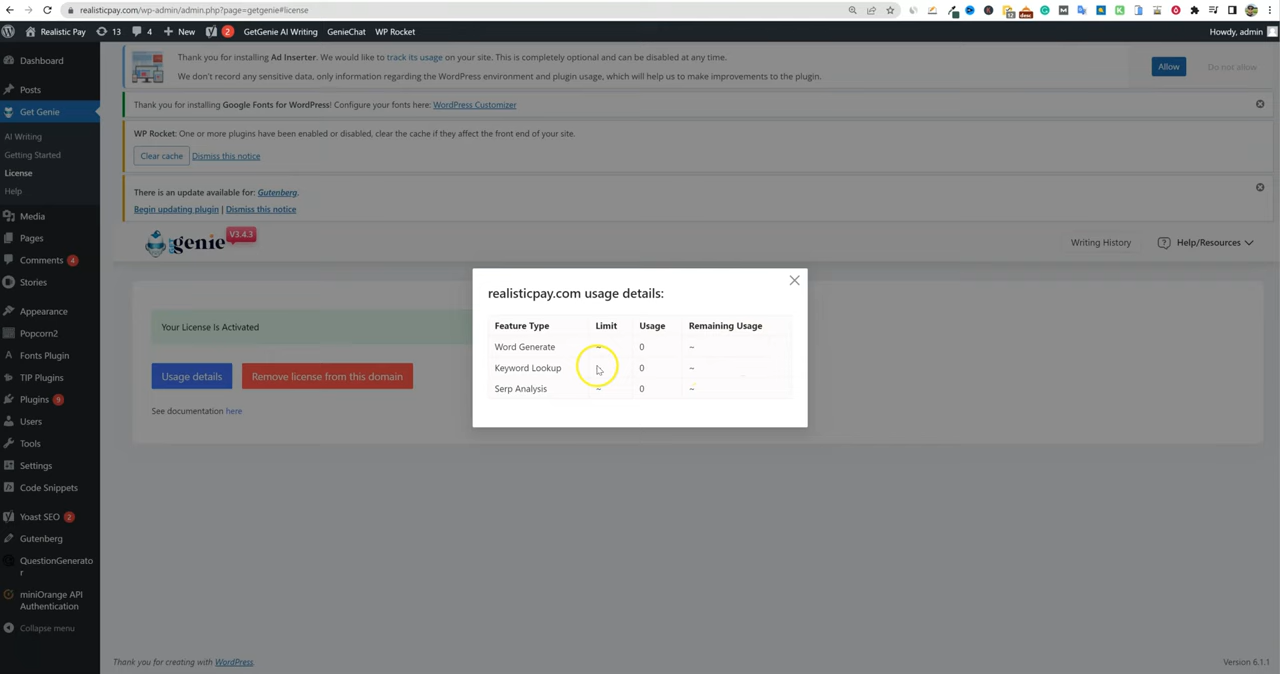 realisticpay.com/wp-admin/admin.php?page=getgenie#license
Realistic Pay 13 4 New 2 GetGenie AI Writing GenieChat WP Rocket Howdy, admin
Dashboard
Posts
Get Genie
AI Writing
Getting Started
License
Help
Media
Pages
Comments 4
Stories
Appearance
Popcorn2
Fonts Plugin
TIP Plugins
Plugins 9
Users
Tools
Settings
Code Snippets
Yoast SEO 2
Gutenberg
QuestionGenerato
r
miniOrange API
Authentication
Collapse menu
Thank you for installing Ad Inserter. We would like to track its usage on your site. This is completely optional and can be disabled at any time.
We don't record any sensitive data, only information regarding the WordPress environment and plugin usage, which will help us to make improvements to the plugin.
Allow Do not allow
Thank you for installing Google Fonts for WordPress! Configure your fonts here: WordPress Customizer
WP Rocket: One or more plugins have been enabled or disabled, clear the cache if they affect the front end of your site.
Clear cache Dismiss this notice
There is an update available for: Gutenberg.
Begin updating plugin | Dismiss this notice
genie V3.4.3 Writing History Help/Resources
Your License Is Activated
Usage details Remove license from this domain
See documentation here
realisticpay.com usage details:
Feature Type Limit Usage Remaining Usage
Word Generate ~ 0 ~
Keyword Lookup 0 ~
Serp Analysis ~ 0 ~
Thank you for creating with WordPress. Version 6.1.1